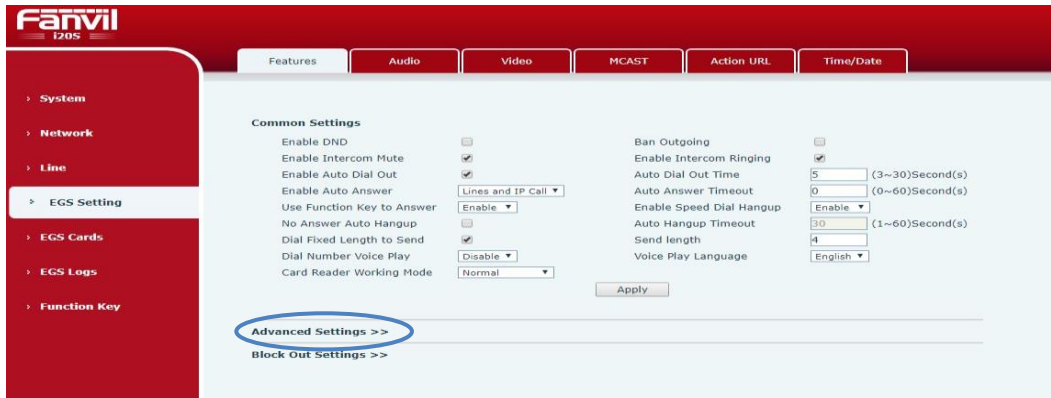 Fanvil
i20S
Features Audio Video MCAST Action URL Time/Date
› System
› Network
› Line
› EGS Setting
› EGS Cards
› EGS Logs
› Function Key
Common Settings
Enable DND Ban Outgoing
Enable Intercom Mute Enable Intercom Ringing
Enable Auto Dial Out Auto Dial Out Time 5 (3~30)Second(s)
Enable Auto Answer Lines and IP Call ▼ Auto Answer Timeout 0 (0~60)Second(s)
Use Function Key to Answer Enable ▼ Enable Speed Dial Hangup Enable ▼
No Answer Auto Hangup Auto Hangup Timeout 30 (1~60)Second(s)
Dial Fixed Length to Send Send length 4
Dial Number Voice Play Disable ▼ Voice Play Language English ▼
Card Reader Working Mode Normal ▼
Apply
Advanced Settings >>
Block Out Settings >>